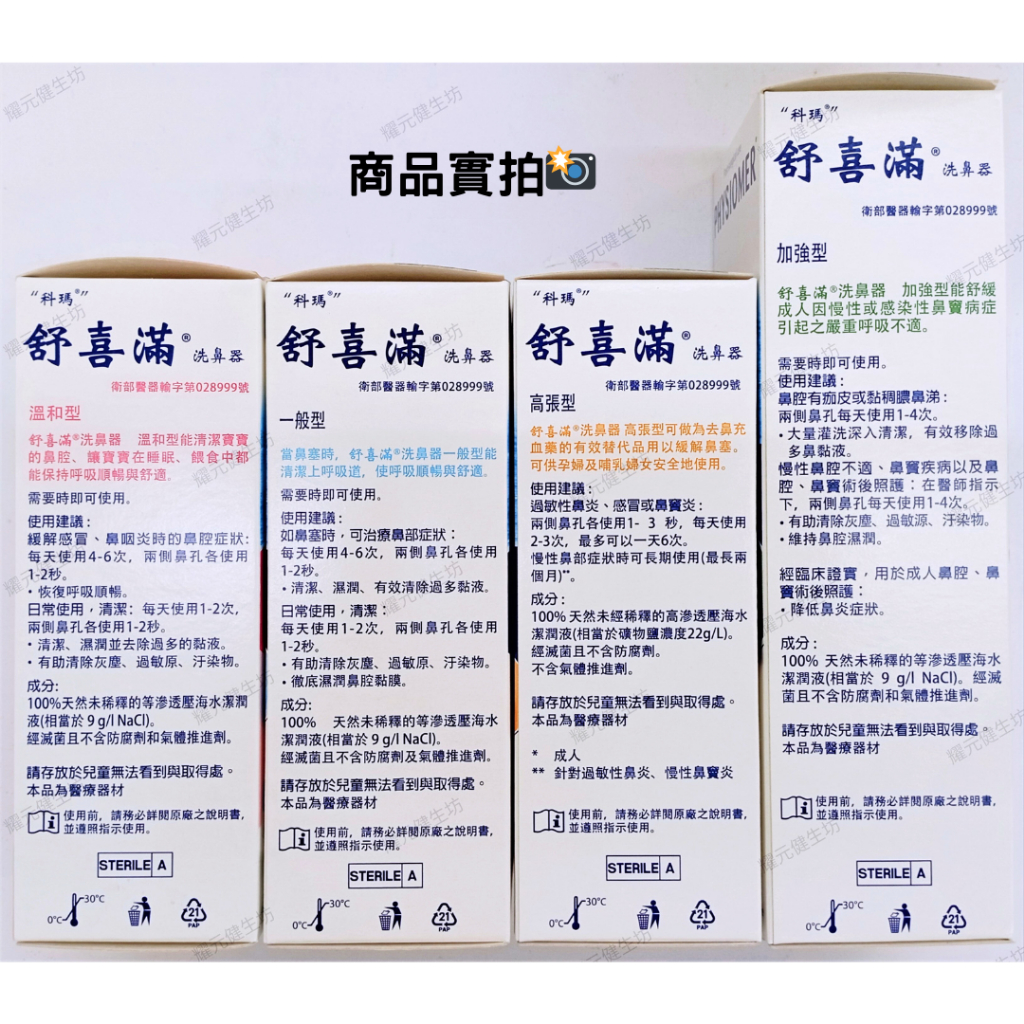 商品實拍
“科瑪®”
舒喜滿®洗鼻器
衛部醫器輸字第028999號
溫和型
舒喜滿®洗鼻器 溫和型能清潔寶寶
的鼻腔、讓寶寶在睡眠、餵食中都
能保持呼吸順暢與舒適。
需要時即可使用。
使用建議:
緩解感冒、鼻咽炎時的鼻腔症狀:
每天使用4-6次，兩側鼻孔各使用
1-2秒。
・恢復呼吸順暢。
日常使用，清潔: 每天使用1-2次，
兩側鼻孔各使用1-2秒。
・清潔、濕潤並去除過多的黏液。
・有助清除灰塵、過敏原、汙染物。
成分:
100%天然未稀釋的等滲透壓海水潔潤
液(相當於 9 g/l NaCl)。
經滅菌且不含防腐劑和氣體推進劑。
請存放於兒童無法看到與取得處。
本品為醫療器材
使用前，請務必詳閱原廠之說明書，
並遵照指示使用。
STERILE A
0°C 30°C
21
PAP
“科瑪®”
舒喜滿®洗鼻器
衛部醫器輸字第028999號
一般型
當鼻塞時，舒喜滿®洗鼻器一般型能
清潔上呼吸道，使呼吸順暢與舒適。
需要時即可使用。
使用建議:
如鼻塞時，可治療鼻部症狀:
每天使用4-6次，兩側鼻孔各使用
1-2秒。
・清潔、濕潤、有效清除過多黏液。
日常使用，清潔:
每天使用1-2次，兩側鼻孔各使用
1-2秒。
・有助清除灰塵、過敏原、汙染物。
・徹底濕潤鼻腔黏膜。
成分:
100% 天然未稀釋的等滲透壓海水
潔潤液(相當於 9 g/l NaCl)。
經滅菌且不含防腐劑及氣體推進劑。
請存放於兒童無法看到與取得處。
本品為醫療器材
使用前，請務必詳閱原廠之說明書，
並遵照指示使用。
STERILE A
0°C 30°C
21
PAP
“科瑪®”
舒喜滿®洗鼻器
衛部醫器輸字第028999號
高張型
舒喜滿®洗鼻器 高張型可做為去鼻充
血藥的有效替代品用以緩解鼻塞。
可供孕婦及哺乳婦女安全地使用。
使用建議:
過敏性鼻炎、感冒或鼻竇炎:
兩側鼻孔各使用1- 3 秒，每天使用
2-3次，最多可以一天6次。
慢性鼻部症狀時可長期使用(最長兩
個月)**。
成分:
100%天然未經稀釋的高滲透壓海水
潔潤液(相當於礦物鹽濃度22g/L)。
經滅菌且不含防腐劑。
不含氣體推進劑。
請存放於兒童無法看到與取得處。
本品為醫療器材
* 成人
** 針對過敏性鼻炎、慢性鼻竇炎
使用前，請務必詳閱原廠之說明書，
並遵照指示使用。
STERILE A
0°C 30°C
21
PAP
PHYSIOMER®
“科瑪®”
舒喜滿®洗鼻器
衛部醫器輸字第028999號
加強型
舒喜滿®洗鼻器 加強型能舒緩
成人因慢性或感染性鼻竇病症
引起之嚴重呼吸不適。
需要時即可使用。
使用建議:
鼻腔有痂皮或黏稠膿鼻涕:
兩側鼻孔每天使用1-4次。
・大量灌洗深入清潔，有效移除過
多鼻黏液。
慢性鼻腔不適、鼻竇疾病以及鼻
腔、鼻竇術後照護: 在醫師指示
下，兩側鼻孔每天使用1-4次。
・有助清除灰塵、過敏源、汙染物。
・維持鼻腔濕潤。
經臨床證實，用於成人鼻腔、鼻
竇術後照護:
・降低鼻炎症狀。
成分:
100% 天然未稀釋的等滲透壓海水
潔潤液(相當於9 g/l NaCl)。經滅
菌且不含防腐劑和氣體推進劑。
請存放於兒童無法看到與取得處。
本品為醫療器材
使用前，請務必詳閱原廠之說明書，
並遵照指示使用。
STERILE A
0°C 30°C
21
PAP
耀元健生坊